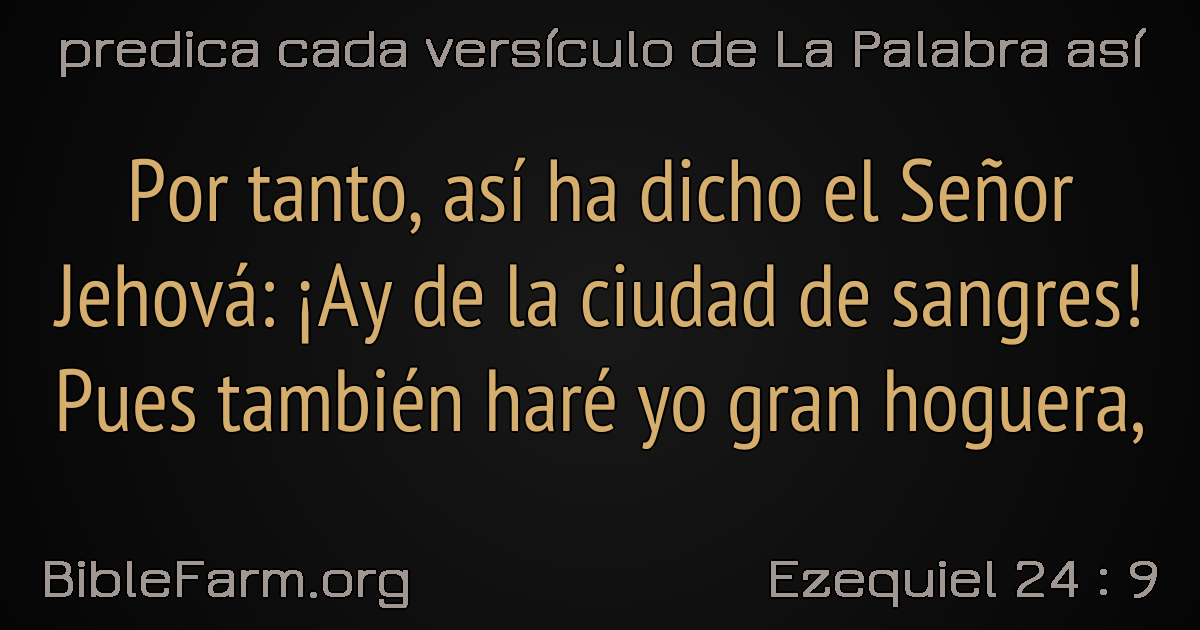 predica cada versículo de La Palabra así
Por tanto, así ha dicho el Señor
Jehová: ¡Ay de la ciudad de sangres!
Pues también haré yo gran hoguera,
BibleFarm.org
Ezequiel 24 : 9